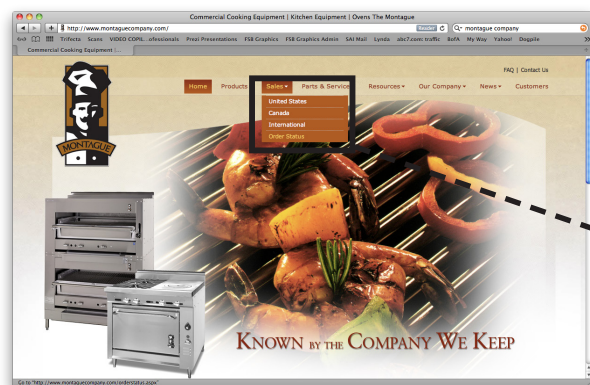 Commercial Cooking Equipment | Kitchen Equipment | Ovens The Montague
http://www.montaguecompany.com/
Reader
montague company
Trifecta Scans VIDEO COPIL...ofessionals Prezi Presentations FSB Graphics FSB Graphics Admin SAI Mail Lynda abc7.com: traffic BofA My Way Yahoo! Dogpile
Commercial Cooking Equipment |...
FAQ | Contact Us
Home Products Sales Parts & Service Resources Our Company News Customers
United States
Canada
International
Order Status
MONTAGUE
KNOWN BY THE COMPANY WE KEEP
Go to "http://www.montaguecompany.com/orderstatus.aspx"